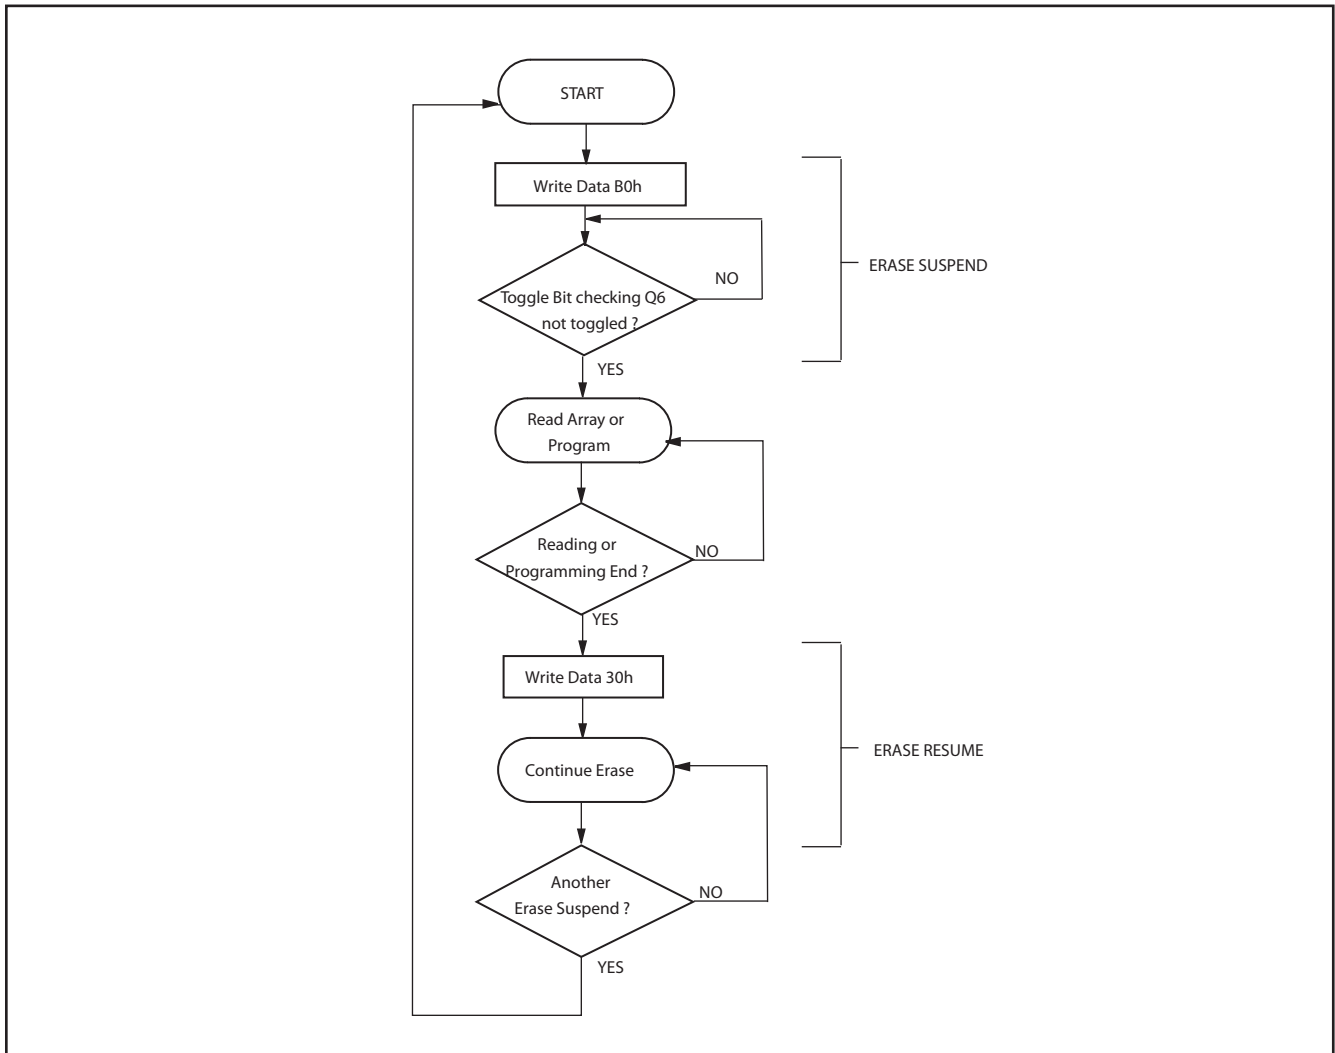 START
Write Data B0h
ERASE SUSPEND
NO
Toggle Bit checking Q6
not toggled ?
YES
Read Array or
Program
Reading or
NO
Programming End ?
YES
Write Data 30h
ERASE RESUME
Continue Erase
Another
NO
Erase Suspend ?
YES